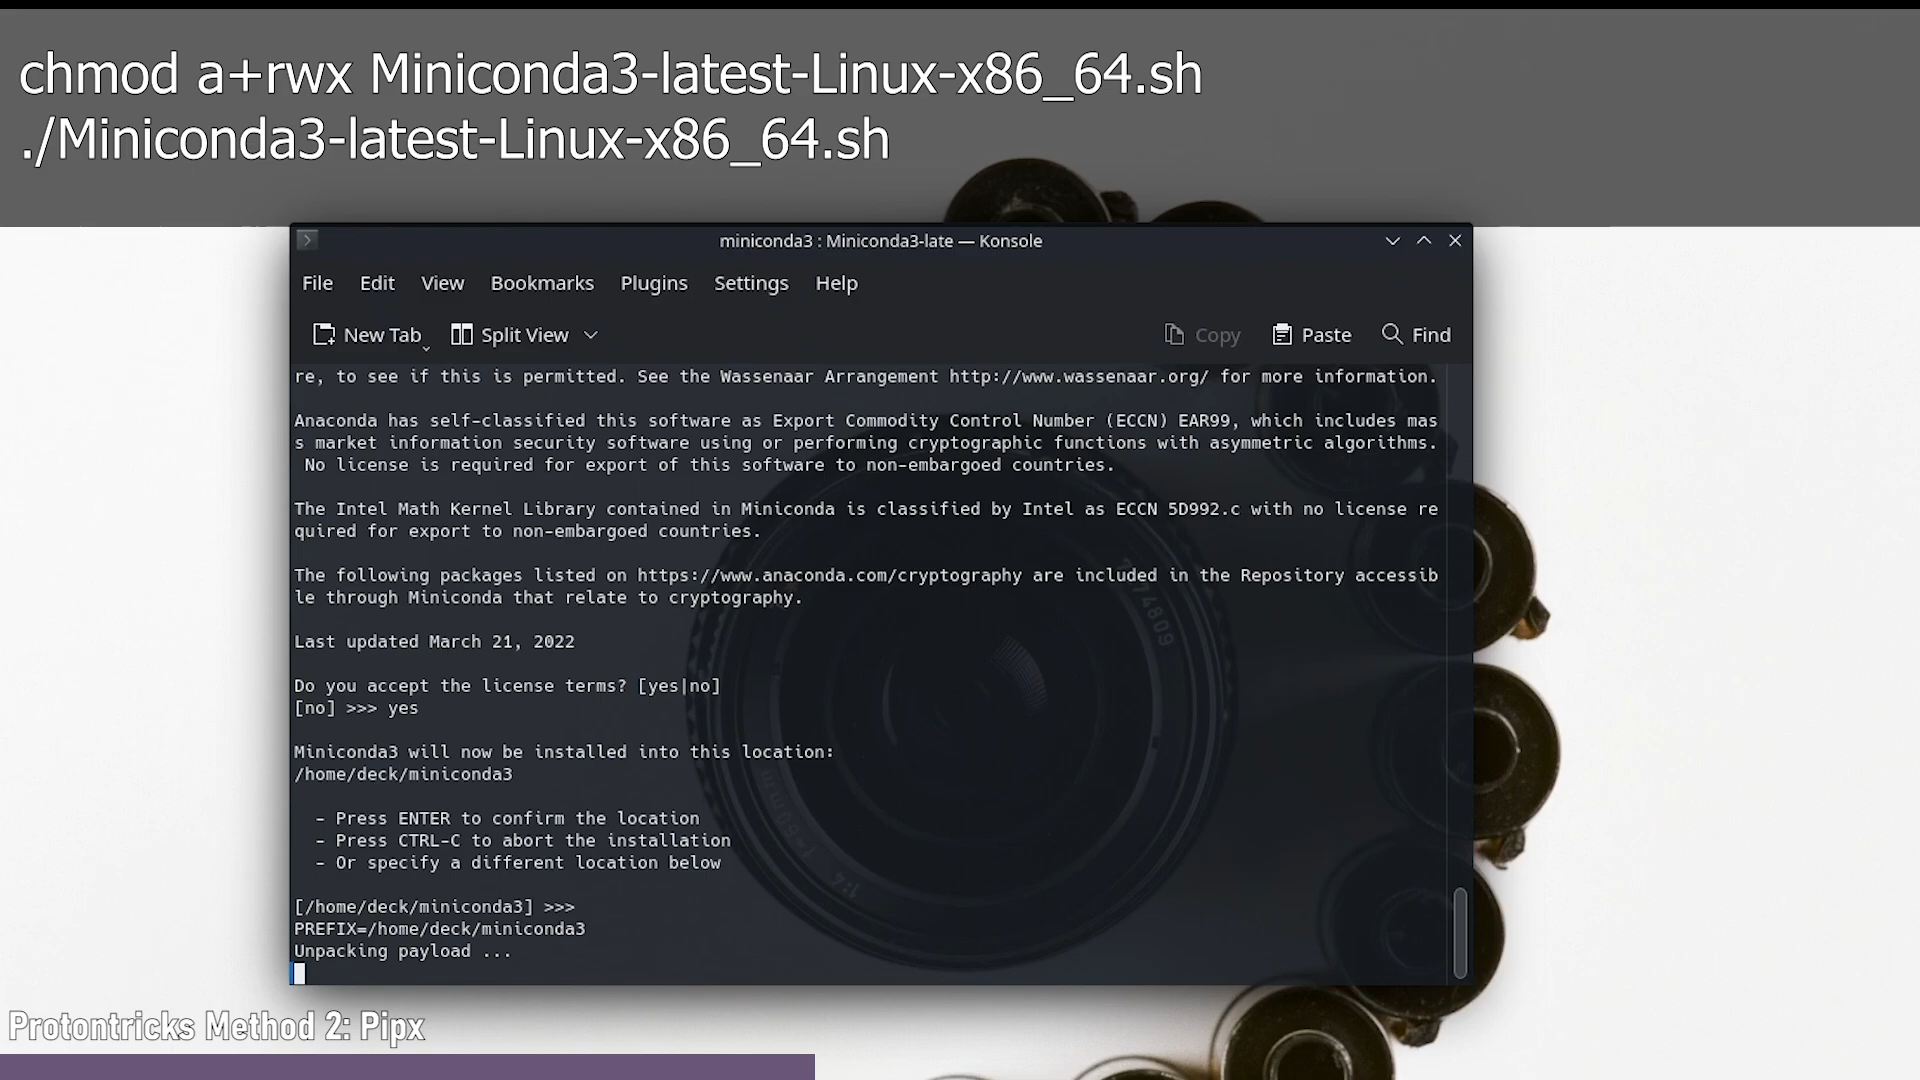 chmod a+rwx Miniconda3-latest-Linux-x86_64.sh
./Miniconda3-latest-Linux-x86_64.sh
miniconda3 : Miniconda3-late — Konsole
File Edit View Bookmarks Plugins Settings Help
New Tab Split View Copy Paste Find
re, to see if this is permitted. See the Wassenaar Arrangement http://www.wassenaar.org/ for more information.
Anaconda has self-classified this software as Export Commodity Control Number (ECCN) EAR99, which includes mas
s market information security software using or performing cryptographic functions with asymmetric algorithms.
No license is required for export of this software to non-embargoed countries.
The Intel Math Kernel Library contained in Miniconda is classified by Intel as ECCN 5D992.c with no license re
quired for export to non-embargoed countries.
The following packages listed on https://www.anaconda.com/cryptography are included in the Repository accessib
le through Miniconda that relate to cryptography.
Last updated March 21, 2022
Do you accept the license terms? [yes|no]
[no] >>> yes
Miniconda3 will now be installed into this location:
/home/deck/miniconda3
- Press ENTER to confirm the location
- Press CTRL-C to abort the installation
- Or specify a different location below
[/home/deck/miniconda3] >>>
PREFIX=/home/deck/miniconda3
Unpacking payload ...
Protontricks Method 2: Pipx